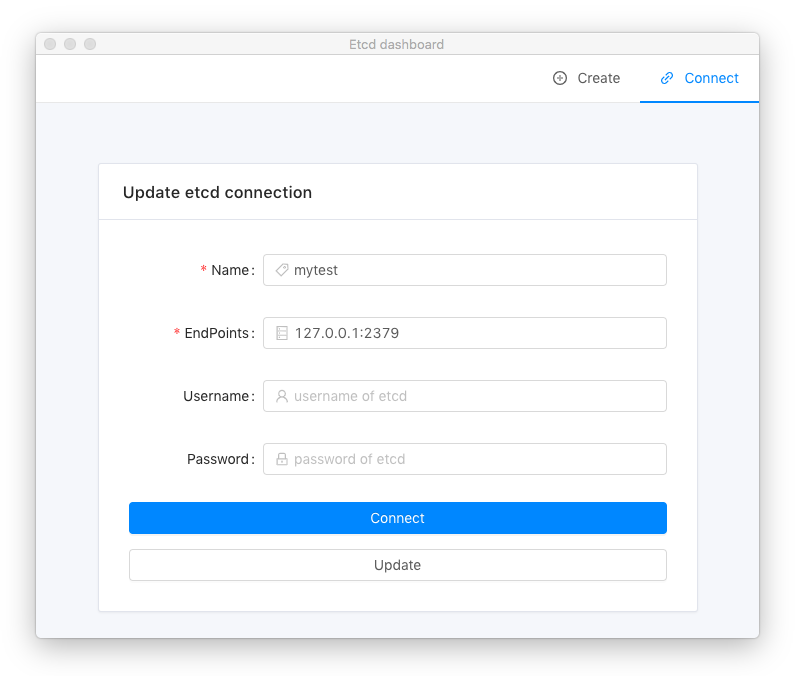 Etcd dashboard
Create Connect
Update etcd connection
* Name: mytest
* EndPoints: 127.0.0.1:2379
Username: username of etcd
Password: password of etcd
Connect
Update